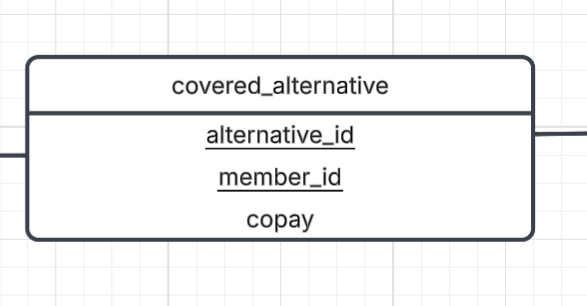 covered_alternative
alternative_id
member_id
copay